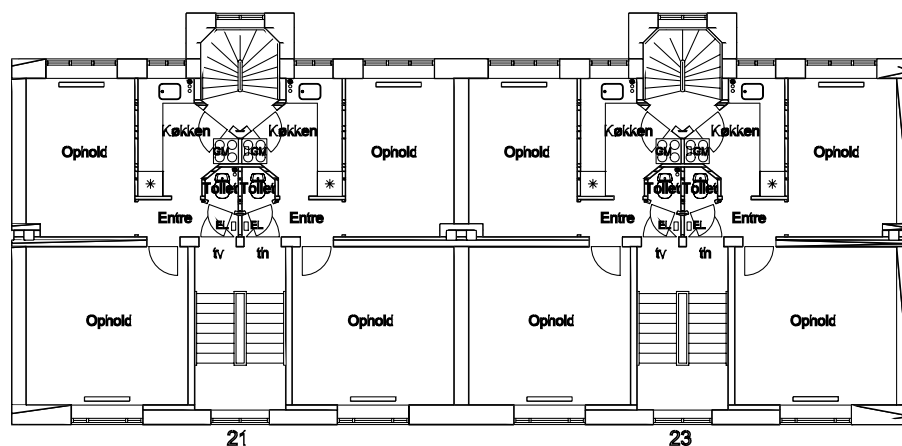 Køkken Køkken Køkken Køkken
Ophold GM GM Ophold Ophold GM GM Ophold
Toilet Toilet Toilet Toilet
Entre EL EL Entre Entre EL EL Entre
tv th tv th
Ophold Ophold Ophold Ophold
21 23